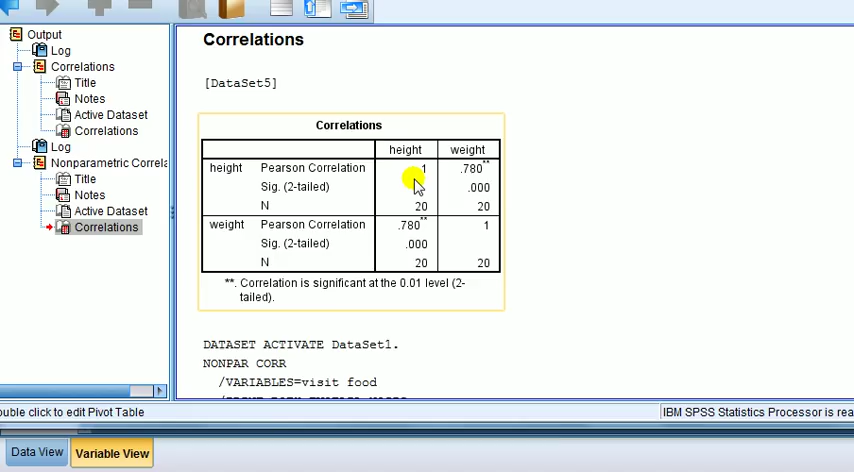 Output
Log
Correlations
Title
Notes
Active Dataset
Correlations
Log
Nonparametric Correla
Title
Notes
Active Dataset
Correlations
Correlations
[DataSet5]
Correlations
height weight
height Pearson Correlation 1 .780**
Sig. (2-tailed) .000
N 20 20
weight Pearson Correlation .780** 1
Sig. (2-tailed) .000
N 20 20
**. Correlation is significant at the 0.01 level (2-
tailed).
DATASET ACTIVATE DataSet1.
NONPAR CORR
/VARIABLES=visit food
ouble click to edit Pivot Table
IBM SPSS Statistics Processor is rea
Data View Variable View